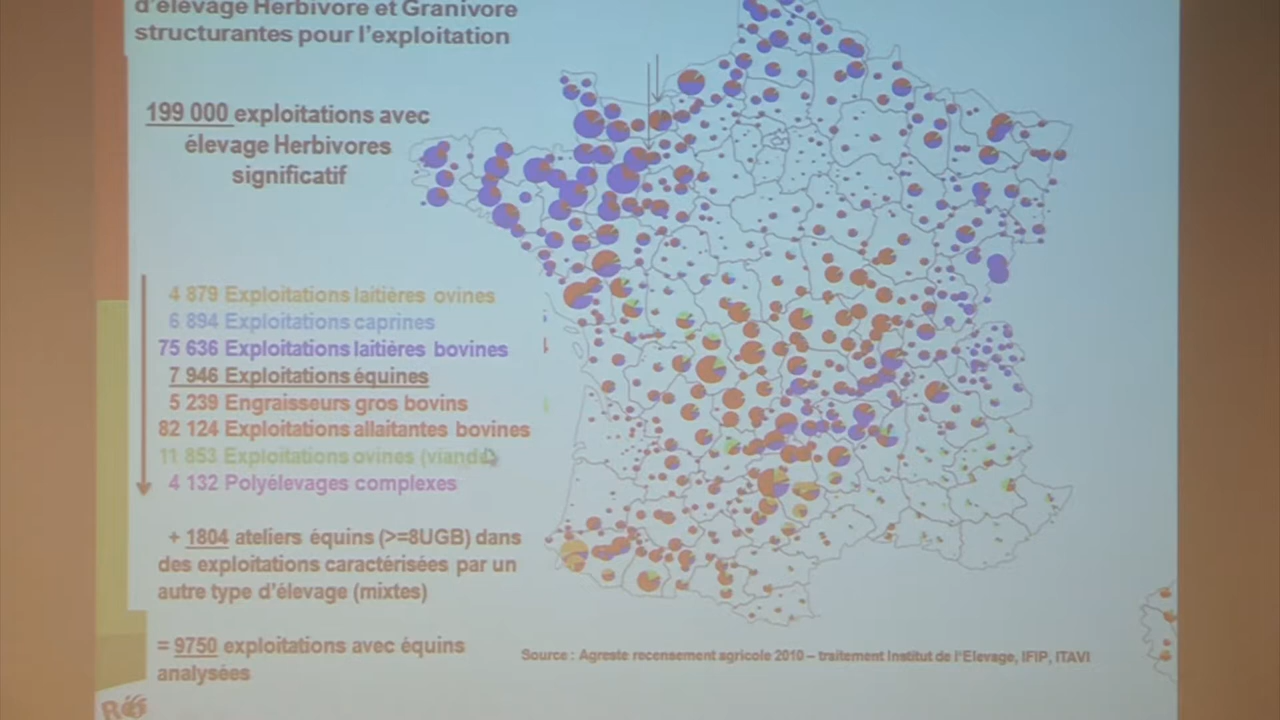 d'élevage Herbivore et Granivore
structurantes pour l'exploitation
199 000 exploitations avec
élevage Herbivores
significatif
4 879 Exploitations laitières ovines
6 894 Exploitations caprines
75 636 Exploitations laitières bovines
7 946 Exploitations équines
5 239 Engraisseurs gros bovins
82 124 Exploitations allaitantes bovines
11 853 Exploitations ovines (viande)
4 132 Polyélevages complexes
+ 1804 ateliers équins (>=8UGB) dans
des exploitations caractérisées par un
autre type d'élevage (mixtes)
= 9750 exploitations avec équins
analysées
Source : Agreste recensement agricole 2010 – traitement Institut de l'Elevage, IFIP, ITAVI